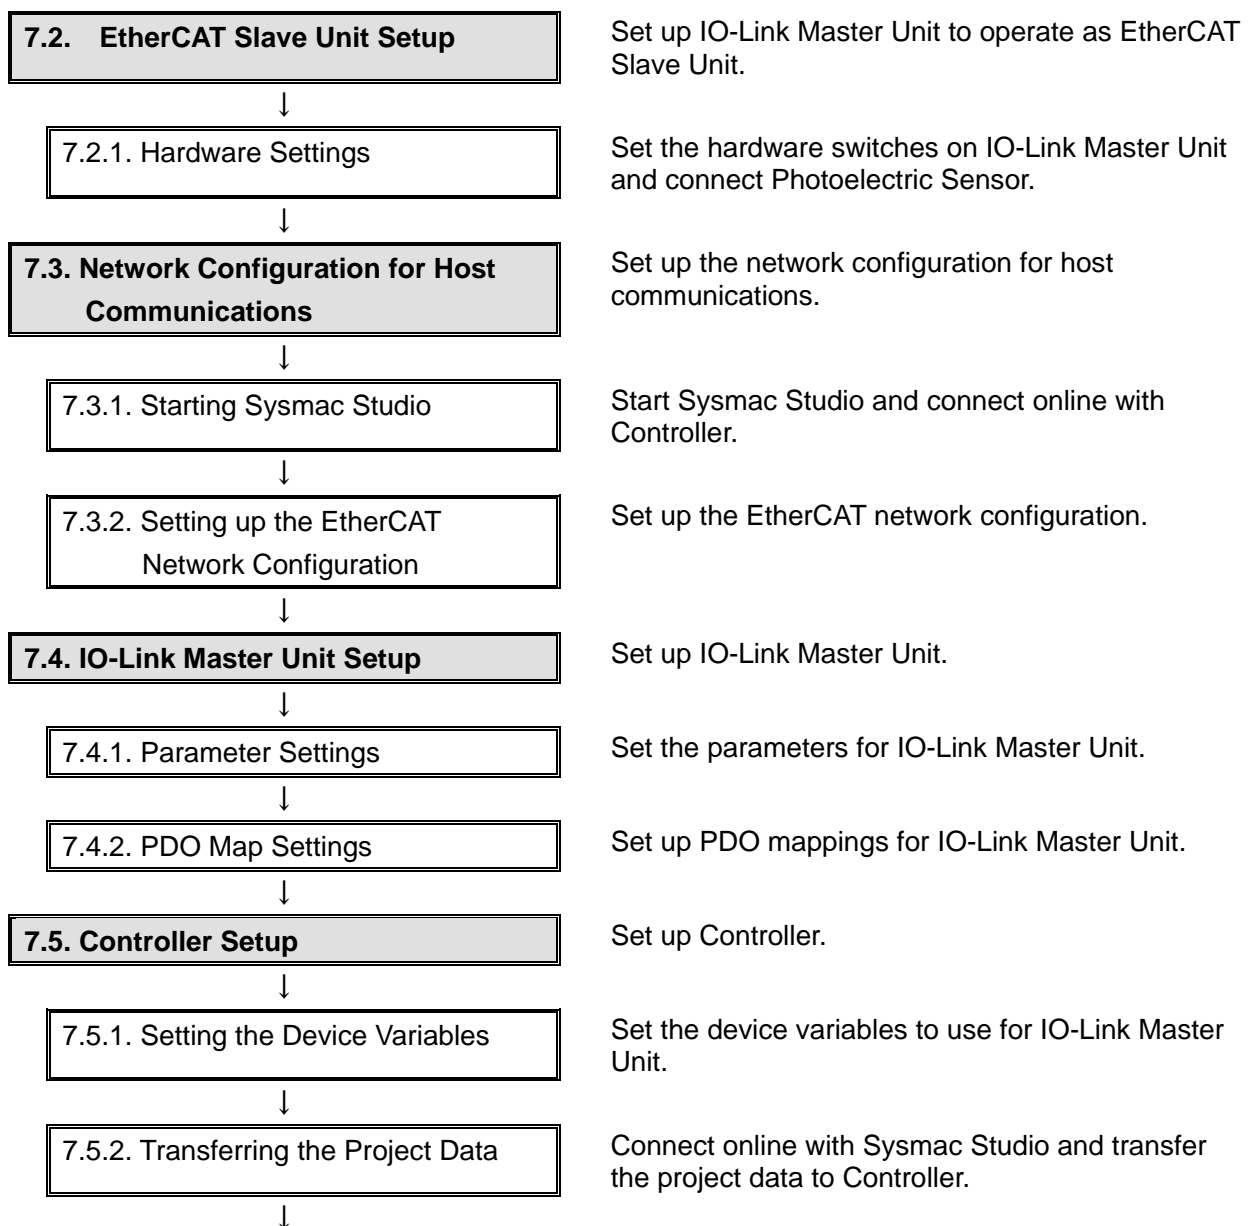 7.2. EtherCAT Slave Unit Setup
Set up IO-Link Master Unit to operate as EtherCAT
Slave Unit.
↓
7.2.1. Hardware Settings
Set the hardware switches on IO-Link Master Unit
and connect Photoelectric Sensor.
↓
7.3. Network Configuration for Host
Communications
Set up the network configuration for host
communications.
↓
7.3.1. Starting Sysmac Studio
Start Sysmac Studio and connect online with
Controller.
↓
7.3.2. Setting up the EtherCAT
Network Configuration
Set up the EtherCAT network configuration.
↓
7.4. IO-Link Master Unit Setup
Set up IO-Link Master Unit.
↓
7.4.1. Parameter Settings
Set the parameters for IO-Link Master Unit.
↓
7.4.2. PDO Map Settings
Set up PDO mappings for IO-Link Master Unit.
↓
7.5. Controller Setup
Set up Controller.
↓
7.5.1. Setting the Device Variables
Set the device variables to use for IO-Link Master
Unit.
↓
7.5.2. Transferring the Project Data
Connect online with Sysmac Studio and transfer
the project data to Controller.
↓